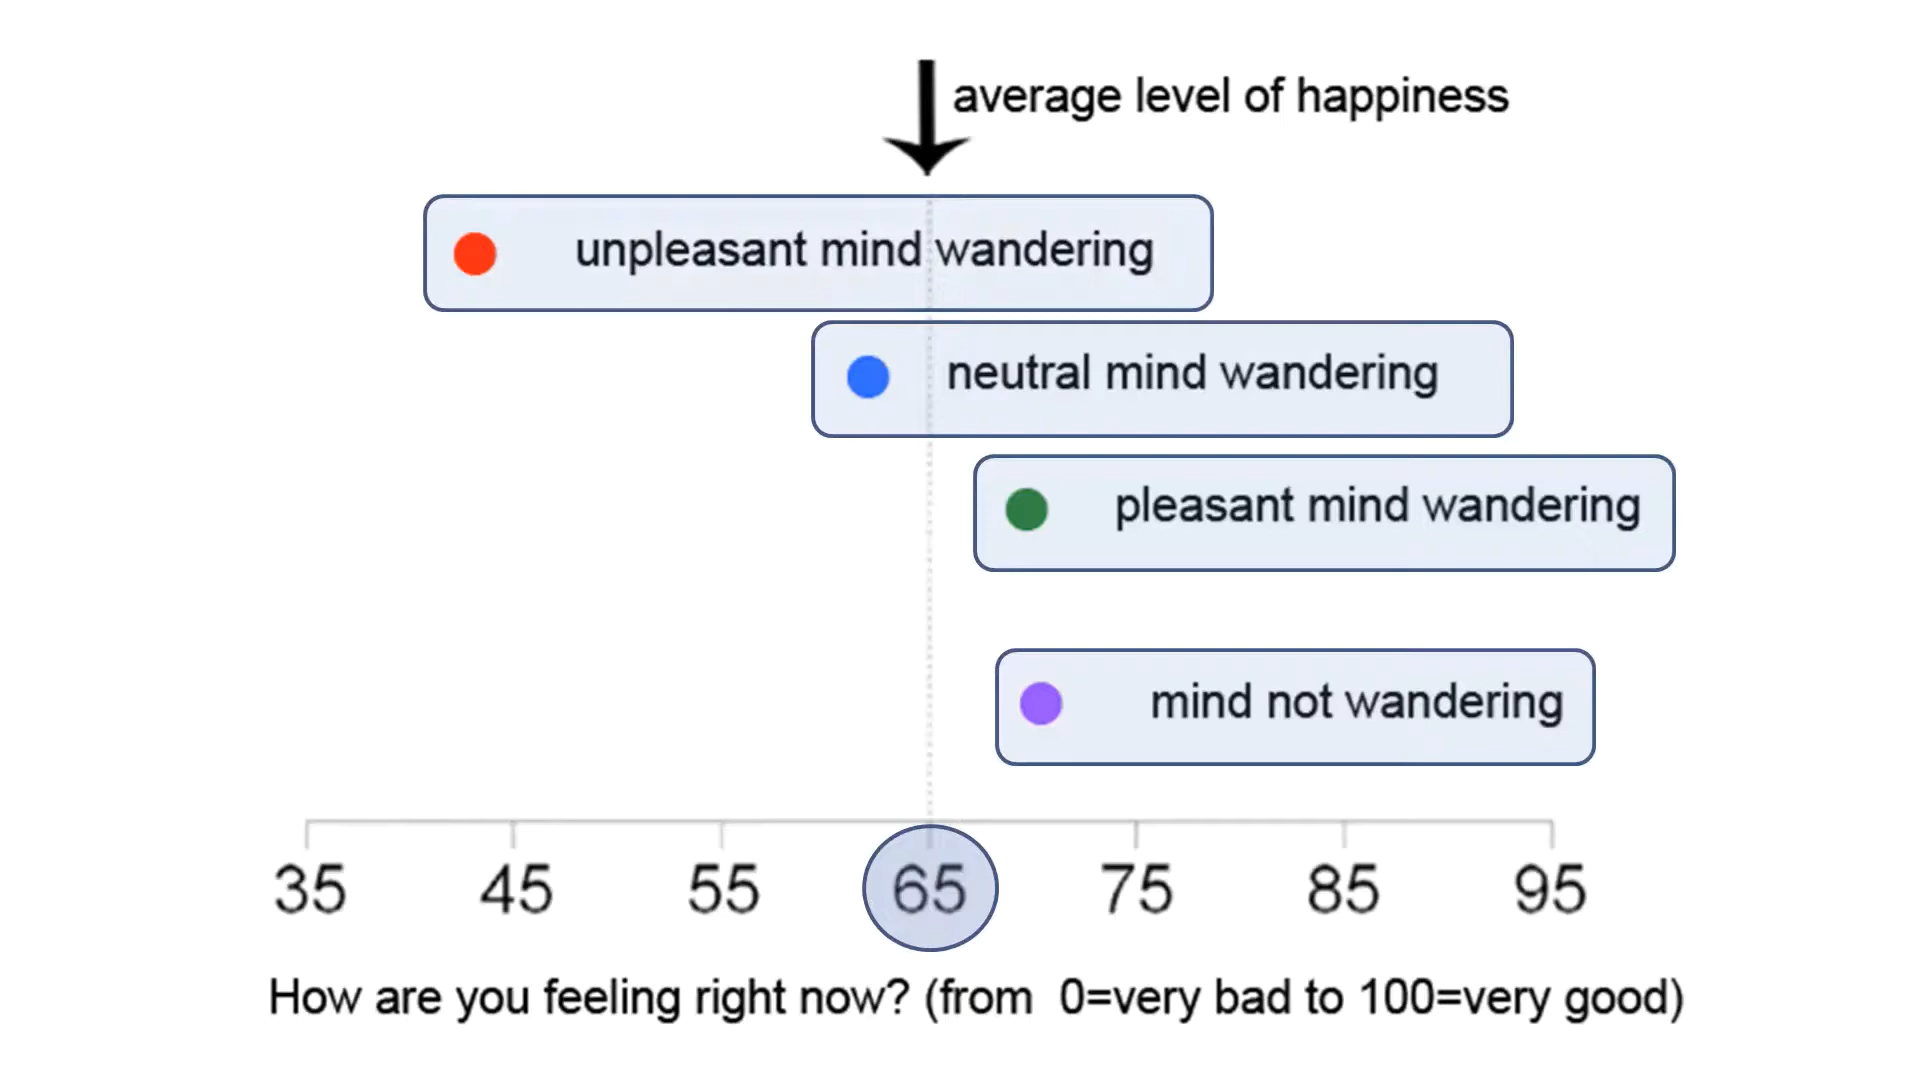 average level of happiness
unpleasant mind wandering
neutral mind wandering
pleasant mind wandering
mind not wandering
35 45 55 65 75 85 95
How are you feeling right now? (from 0=very bad to 100=very good)